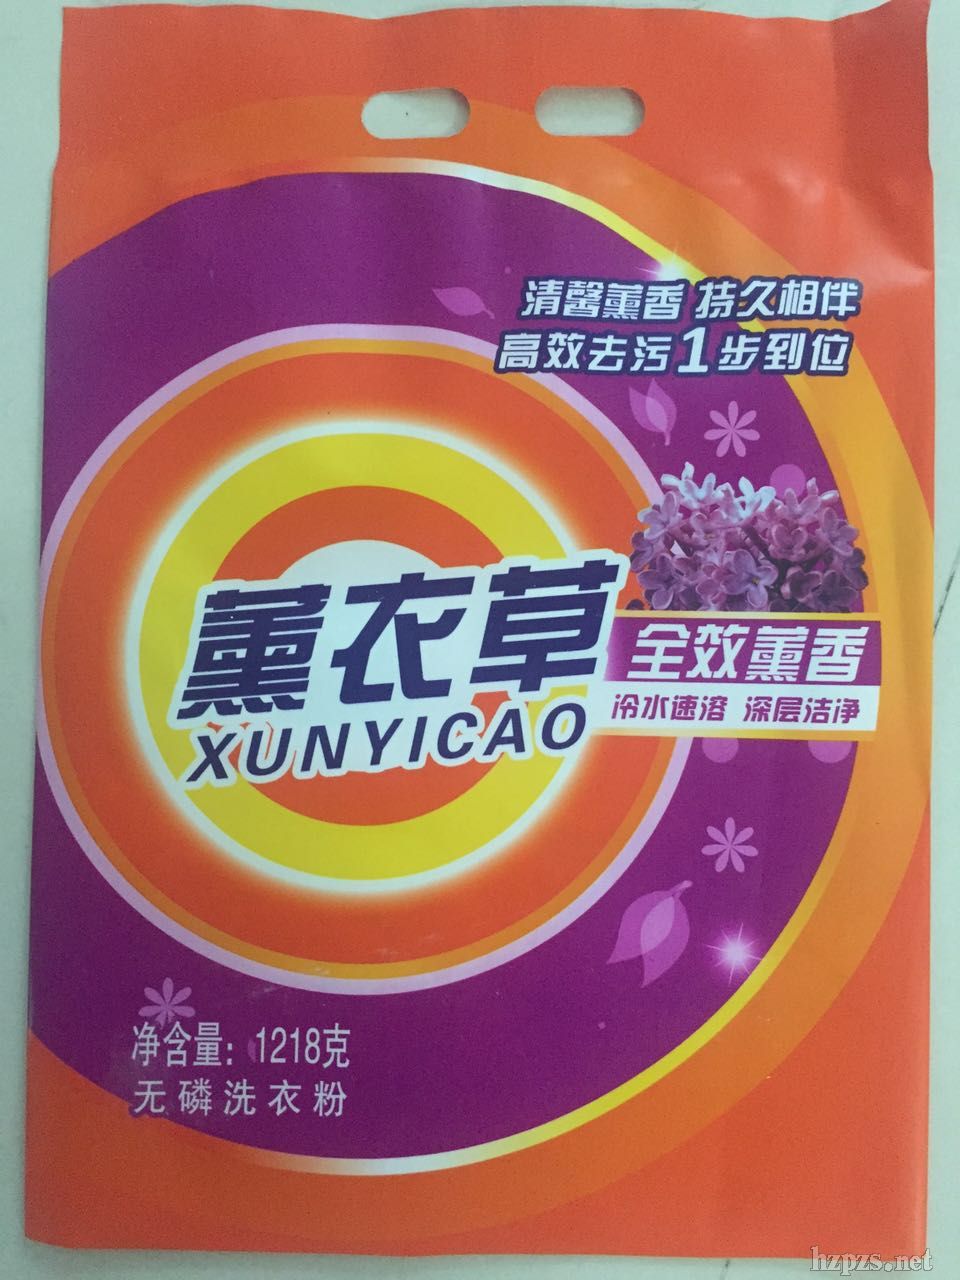 清馨薰香 持久相伴
高效去污1步到位
薰衣草
XUNYICAO
全效薰香
冷水速溶 深层洁净
净含量：1218克
无磷洗衣粉
hzpzs.net